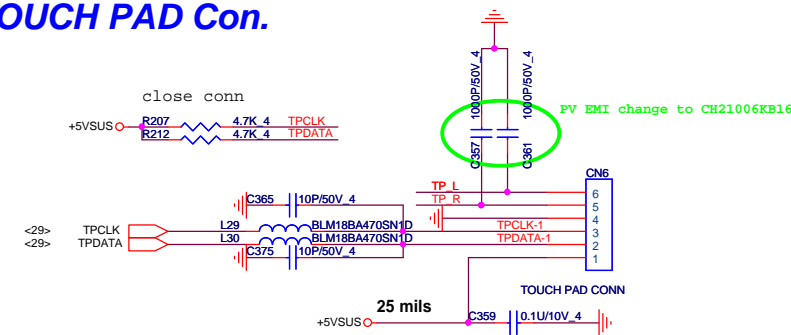 OUCH PAD Con.
close conn
+5VSUS
R207 4.7K_4 TPCLK
R212 4.7K_4 TPDATA
1000P/50V_4
1000P/50V_4
PV EMI change to CH21006KB16
C357
C361
CN6
TP_L 6
TP_R 5
4
C365 10P/50V_4
<29> TPCLK L29 BLM18BA470SN1D TPCLK-1 3
<29> TPDATA L30 BLM18BA470SN1D TPDATA-1 2
C375 10P/50V_4
1
TOUCH PAD CONN
25 mils
+5VSUS
C359 0.1U/10V_4